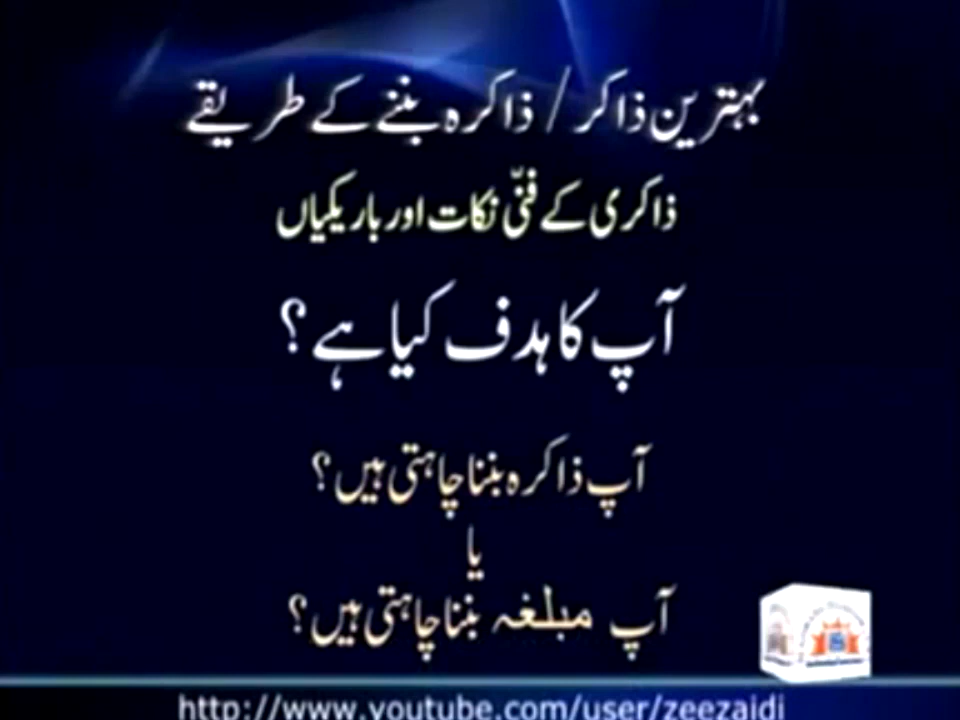 بہترین ذاکر / ذاکرہ بننے کے طریقے
ذاکری کے فنّی نکات اور باریکیاں
آپ کا ہدف کیا ہے؟
آپ ذاکرہ بننا چاہتی ہیں؟
یا
آپ مبلغہ بننا چاہتی ہیں؟
http://www.youtube.com/user/zeezaidi